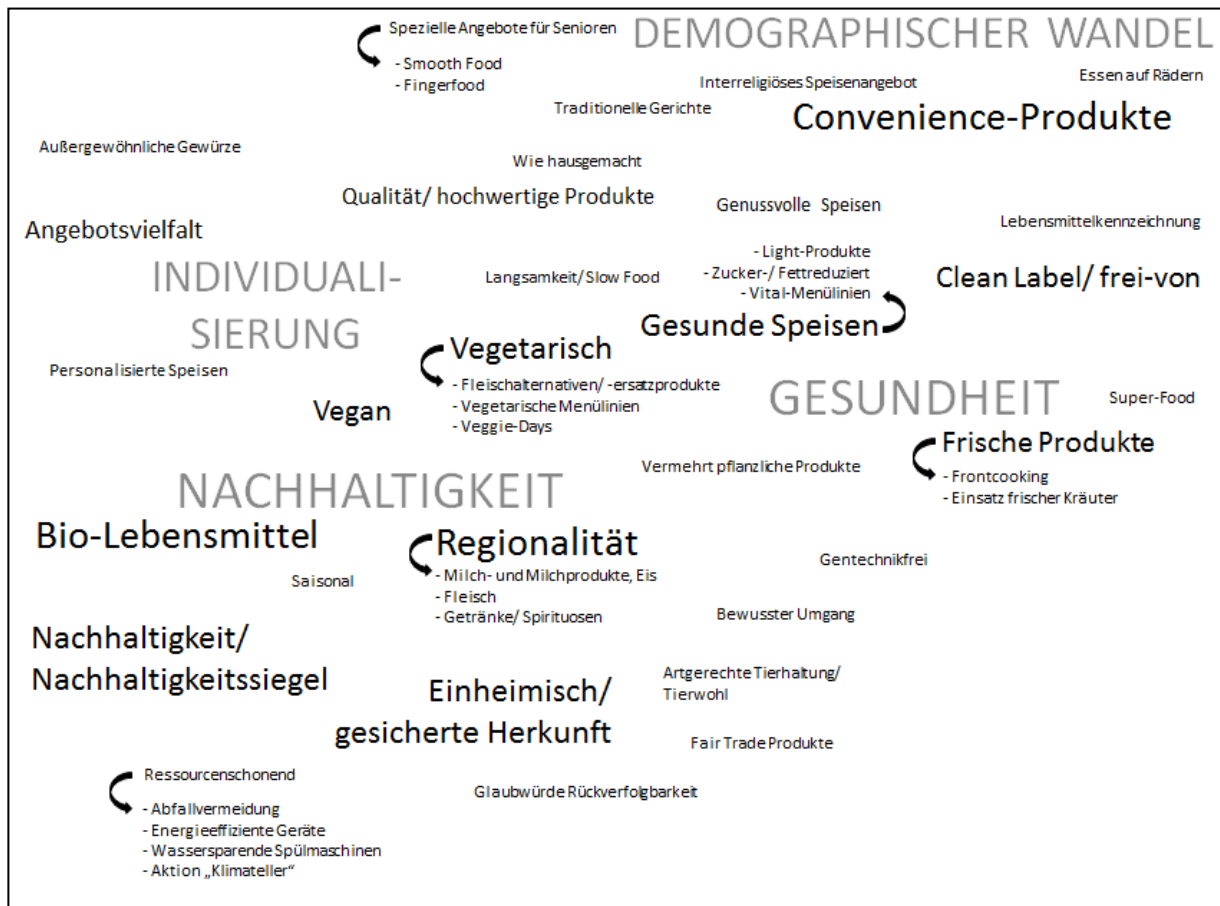 Spezielle Angebote für Senioren
- Smooth Food
- Fingerfood
DEMOGRAPHISCHER WANDEL
Interreligiöses Speisenangebot
Essen auf Rädern
Traditionelle Gerichte
Convenience-Produkte
Außergewöhnliche Gewürze
Wie hausgemacht
Qualität/ hochwertige Produkte
Genussvolle Speisen
Angebotsvielfalt
Lebensmittelkennzeichnung
INDIVIDUALI-
SIERUNG
Langsamkeit/ Slow Food
- Light-Produkte
- Zucker-/ Fettreduziert
- Vital-Menülinien
Gesunde Speisen
Clean Label/ frei-von
Personalisierte Speisen
Vegetarisch
- Fleischalternativen/ -ersatzprodukte
- Vegetarische Menülinien
- Veggie-Days
Vegan
GESUNDHEIT
Super-Food
Frische Produkte
- Frontcooking
- Einsatz frischer Kräuter
Vermehrt pflanzliche Produkte
NACHHALTIGKEIT
Bio-Lebensmittel
Regionalität
- Milch- und Milchprodukte, Eis
- Fleisch
- Getränke/ Spirituosen
Saisonal
Gentechnikfrei
Bewusster Umgang
Nachhaltigkeit/
Nachhaltigkeitssiegel
Einheimisch/
gesicherte Herkunft
Artgerechte Tierhaltung/
Tierwohl
Fair Trade Produkte
Ressourcenschonend
- Abfallvermeidung
- Energieeffiziente Geräte
- Wassersparende Spülmaschinen
- Aktion „Klimateller“
Glaubwürde Rückverfolgbarkeit